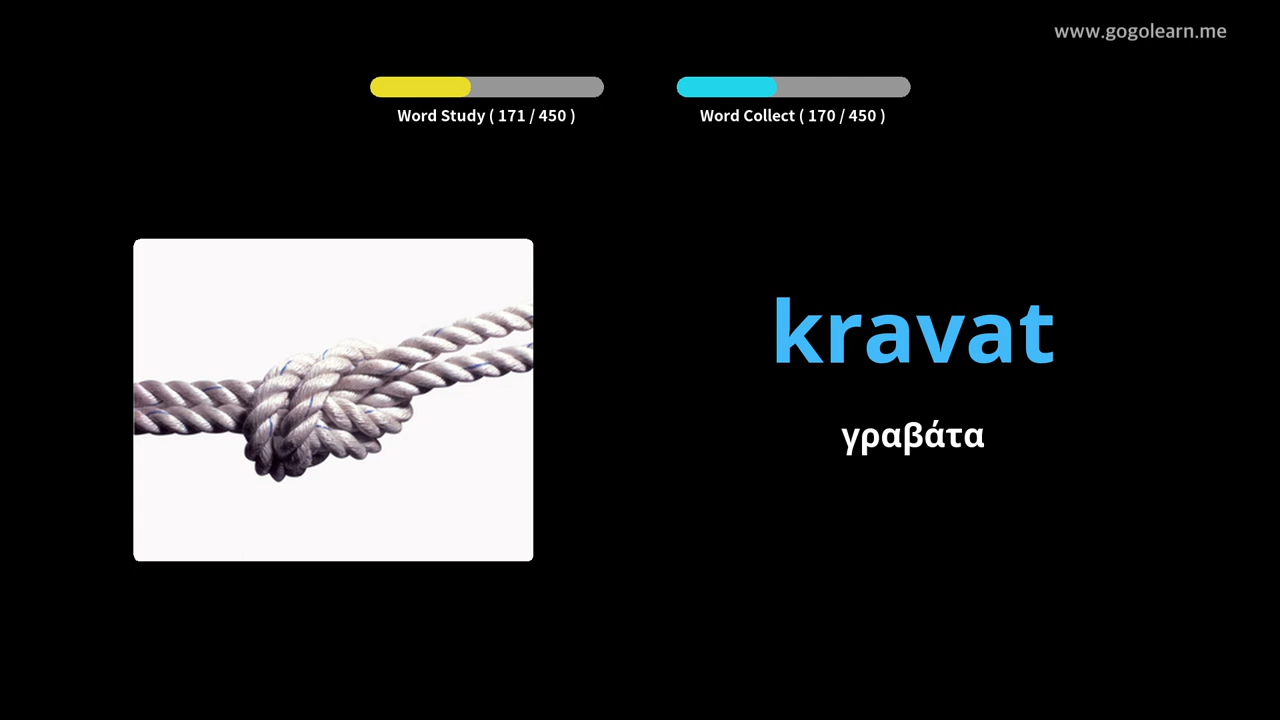 www.gogolearn.me
Word Study ( 171 / 450 )
Word Collect ( 170 / 450 )
kravat
γραβάτα